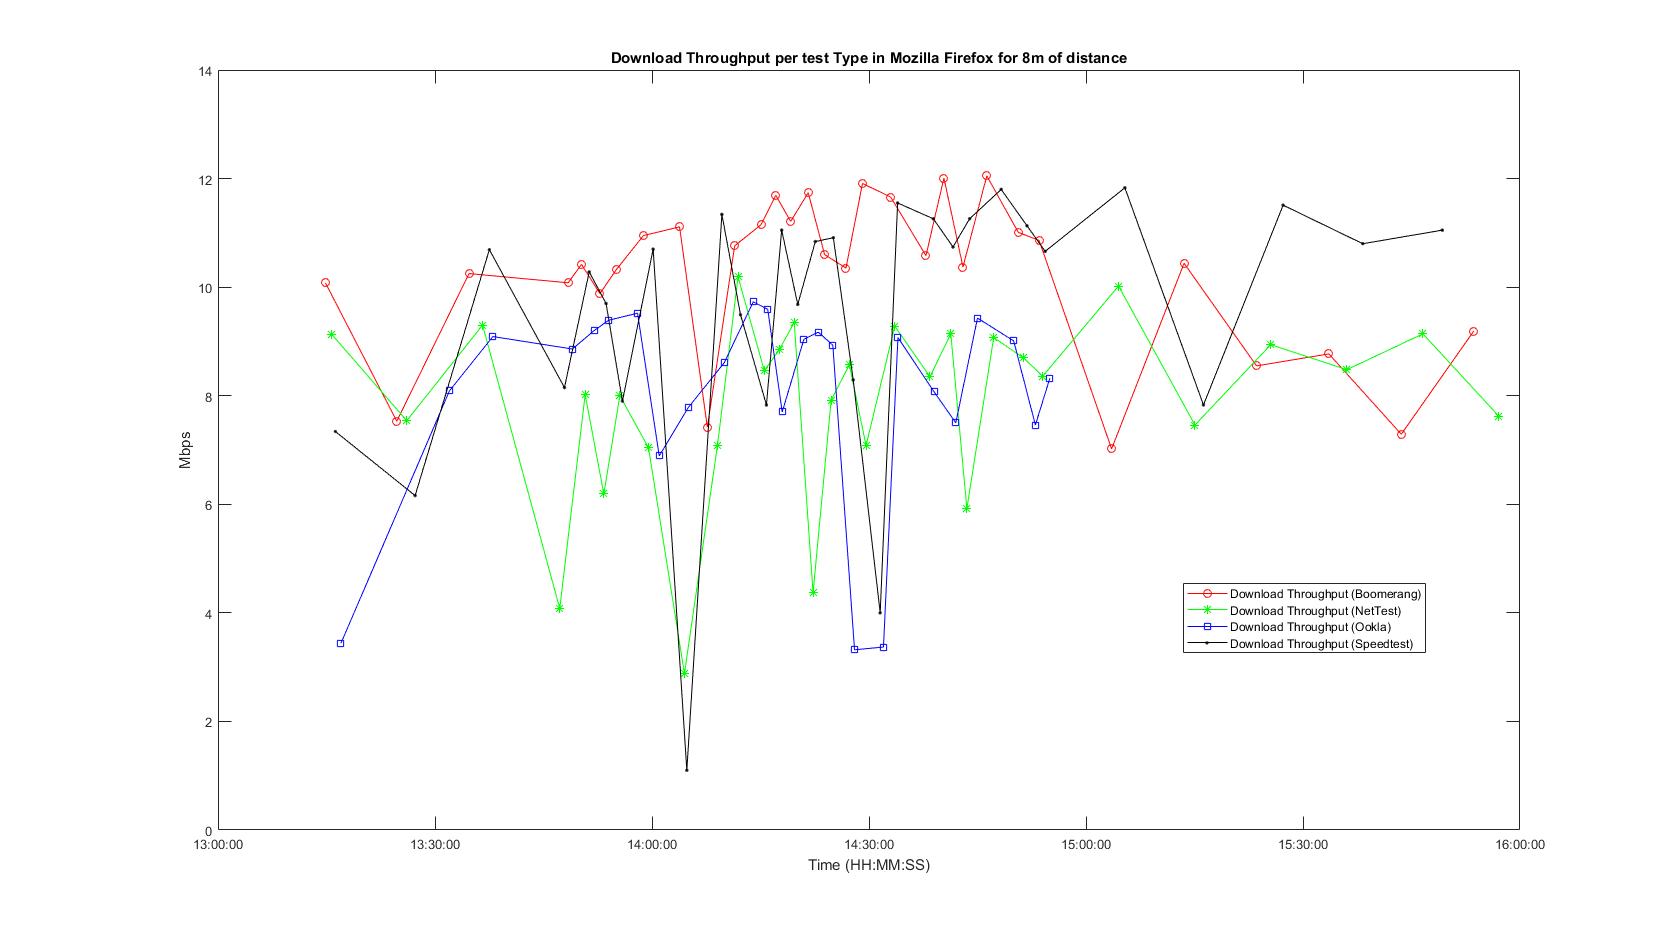 Download Throughput per test Type in Mozilla Firefox for 8m of distance
14
12
10
8
6
4
2
0
Mbps
13:00:00 13:30:00 14:00:00 14:30:00 15:00:00 15:30:00 16:00:00
Time (HH:MM:SS)
Download Throughput (Boomerang)
Download Throughput (NetTest)
Download Throughput (Ookla)
Download Throughput (Speedtest)